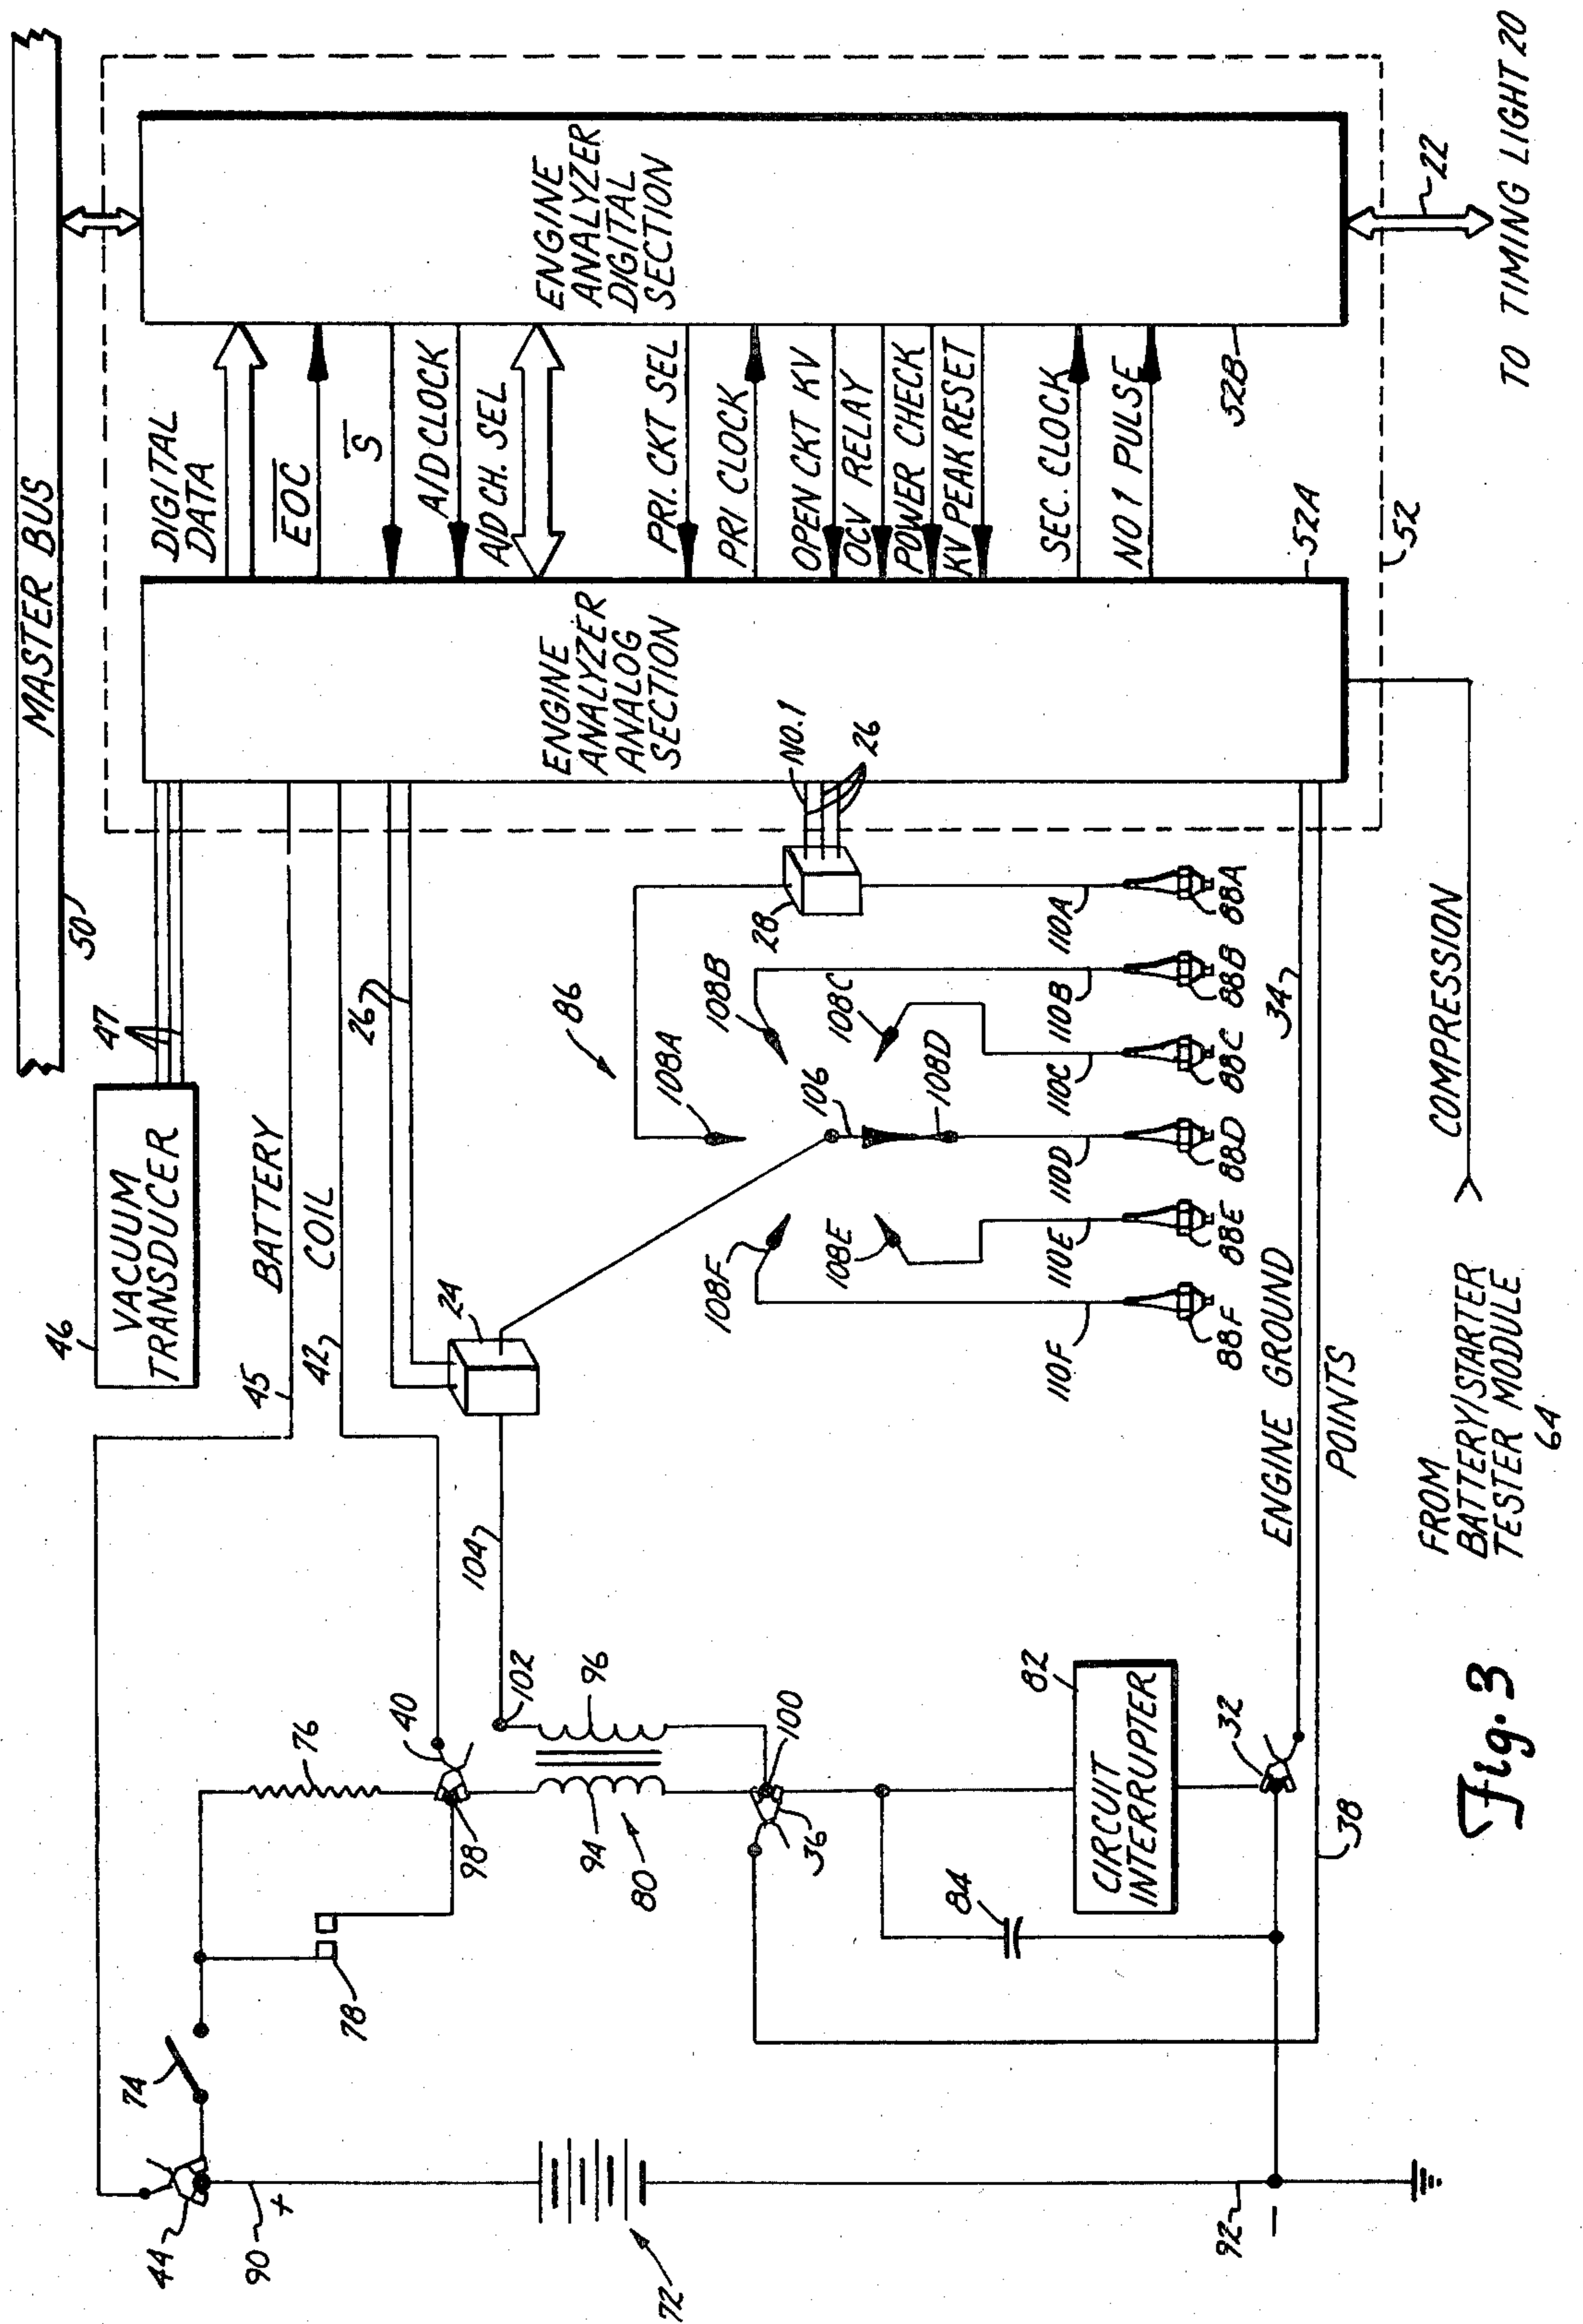 MASTER BUS
50
46
VACUUM
TRANSDUCER
47
45
BATTERY
42
COIL
26
44
90
+
74
78
76
98
40
104
24
102
96
94
80
100
36
72
92
−
84
82
CIRCUIT
INTERRUPTER
32
38
34
ENGINE GROUND
POINTS
86
106
108A
108B
108C
108D
108E
108F
28
NO.1
26
110A
110B
110C
110D
110E
110F
88A
88B
88C
88D
88E
88F
ENGINE
ANALYZER
ANALOG
SECTION
DIGITAL
DATA
EOC
S
A/D CLOCK
A/D CH. SEL
PRI. CKT SEL
PRI CLOCK
OPEN CKT KV
OCV RELAY
POWER CHECK
KV PEAK RESET
SEC. CLOCK
NO 1 PULSE
ENGINE
ANALYZER
DIGITAL
SECTION
52A
52B
52
22
TO TIMING LIGHT 20
FROM
BATTERY/STARTER
TESTER MODULE
64
COMPRESSION
Fig. 3